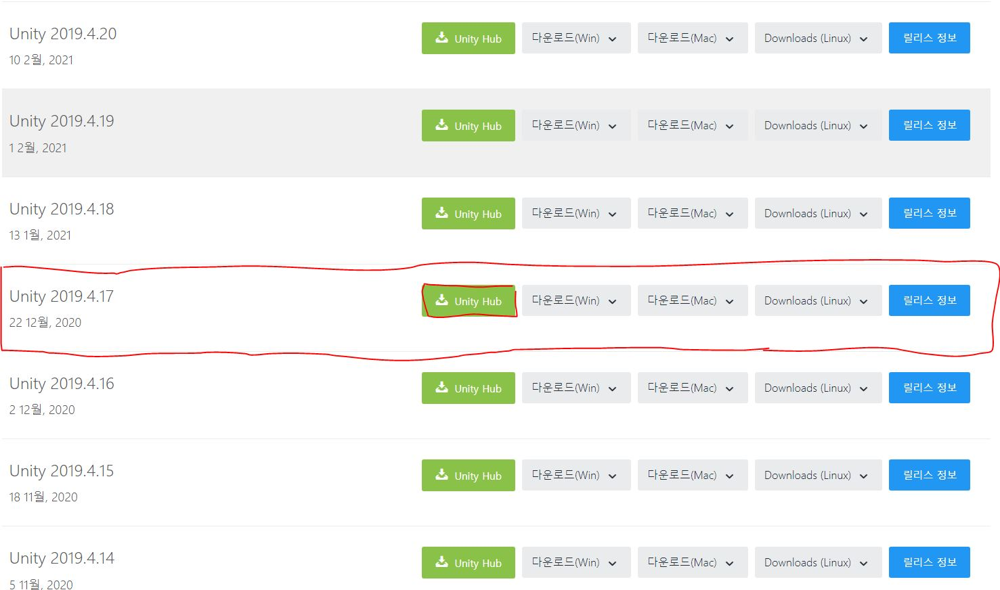 Unity 2019.4.20
10 2월, 2021
Unity Hub 다운로드(Win) 다운로드(Mac) Downloads (Linux) 릴리스 정보
Unity 2019.4.19
1 2월, 2021
Unity Hub 다운로드(Win) 다운로드(Mac) Downloads (Linux) 릴리스 정보
Unity 2019.4.18
13 1월, 2021
Unity Hub 다운로드(Win) 다운로드(Mac) Downloads (Linux) 릴리스 정보
Unity 2019.4.17
22 12월, 2020
Unity Hub 다운로드(Win) 다운로드(Mac) Downloads (Linux) 릴리스 정보
Unity 2019.4.16
2 12월, 2020
Unity Hub 다운로드(Win) 다운로드(Mac) Downloads (Linux) 릴리스 정보
Unity 2019.4.15
18 11월, 2020
Unity Hub 다운로드(Win) 다운로드(Mac) Downloads (Linux) 릴리스 정보
Unity 2019.4.14
5 11월, 2020
Unity Hub 다운로드(Win) 다운로드(Mac) Downloads (Linux) 릴리스 정보